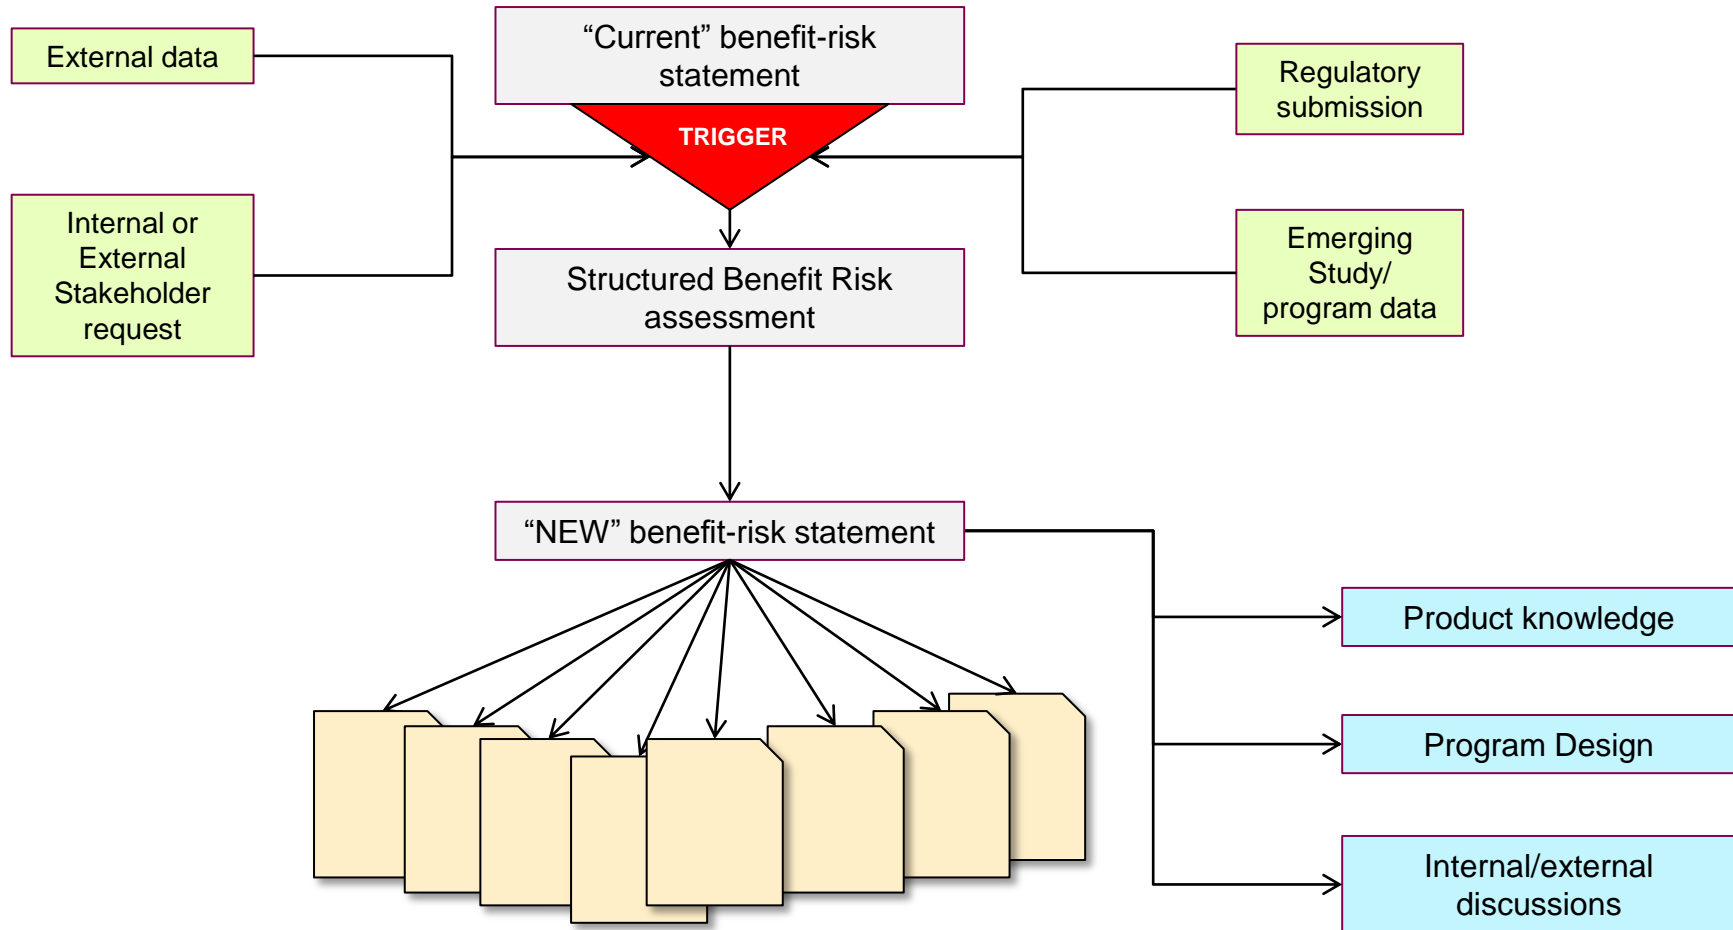 External data
“Current” benefit-risk
statement
Regulatory
submission
TRIGGER
Internal or
External
Stakeholder
request
Emerging
Study/
program data
Structured Benefit Risk
assessment
“NEW” benefit-risk statement
Product knowledge
Program Design
Internal/external
discussions